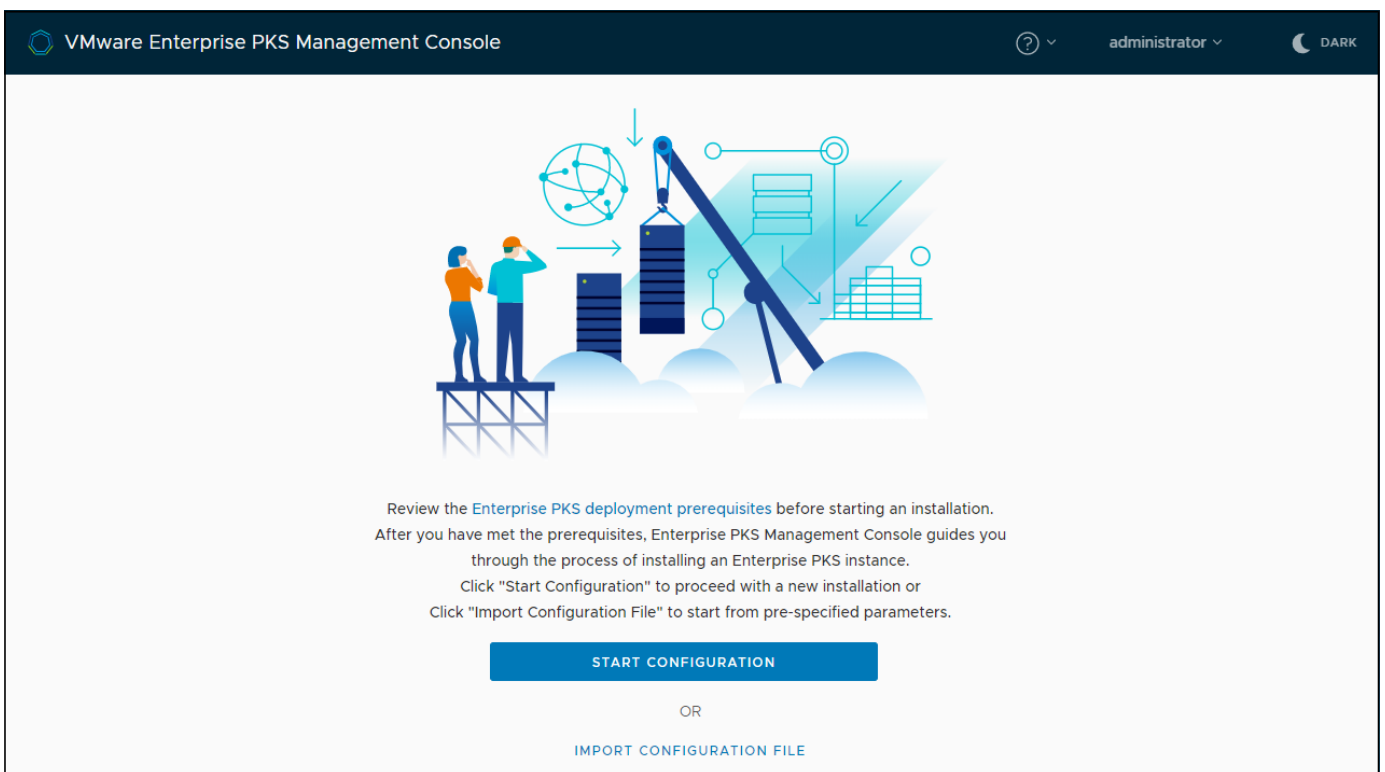 VMware Enterprise PKS Management Console
?
administrator
DARK
Review the Enterprise PKS deployment prerequisites before starting an installation.
After you have met the prerequisites, Enterprise PKS Management Console guides you
through the process of installing an Enterprise PKS instance.
Click "Start Configuration" to proceed with a new installation or
Click "Import Configuration File" to start from pre-specified parameters.
START CONFIGURATION
OR
IMPORT CONFIGURATION FILE